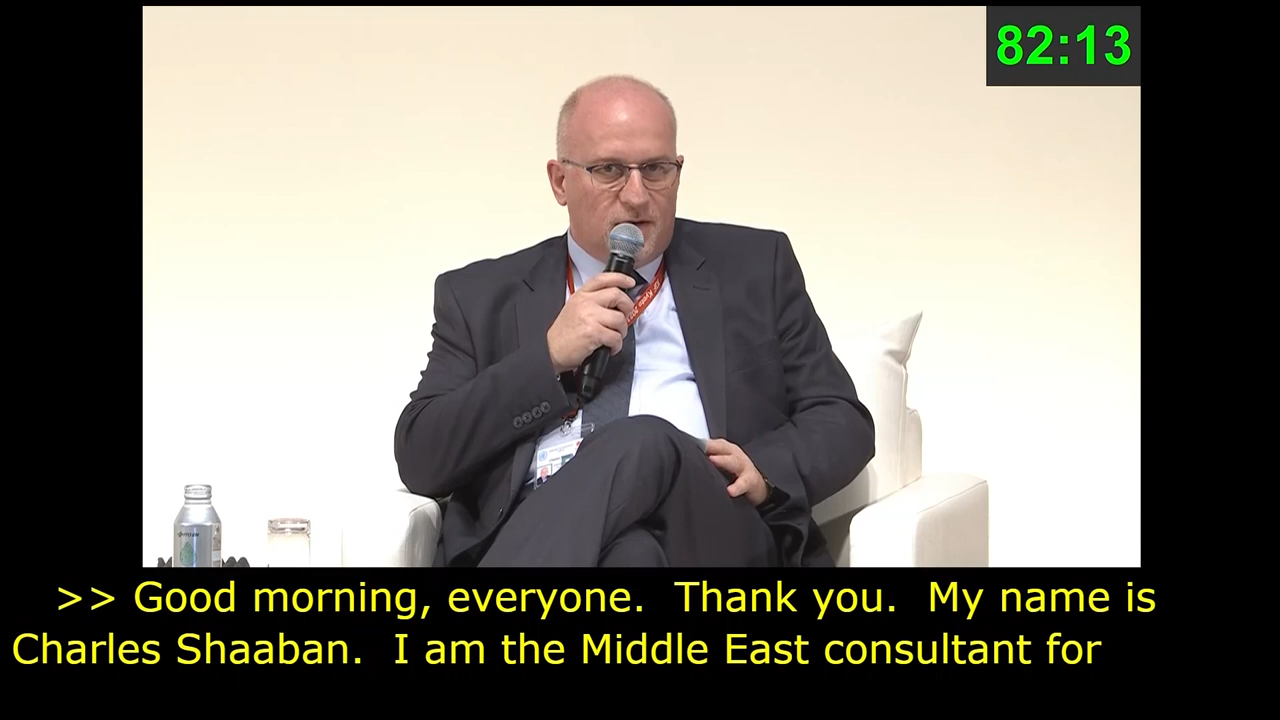 82:13
>> Good morning, everyone.  Thank you.  My name is
Charles Shaaban.  I am the Middle East consultant for